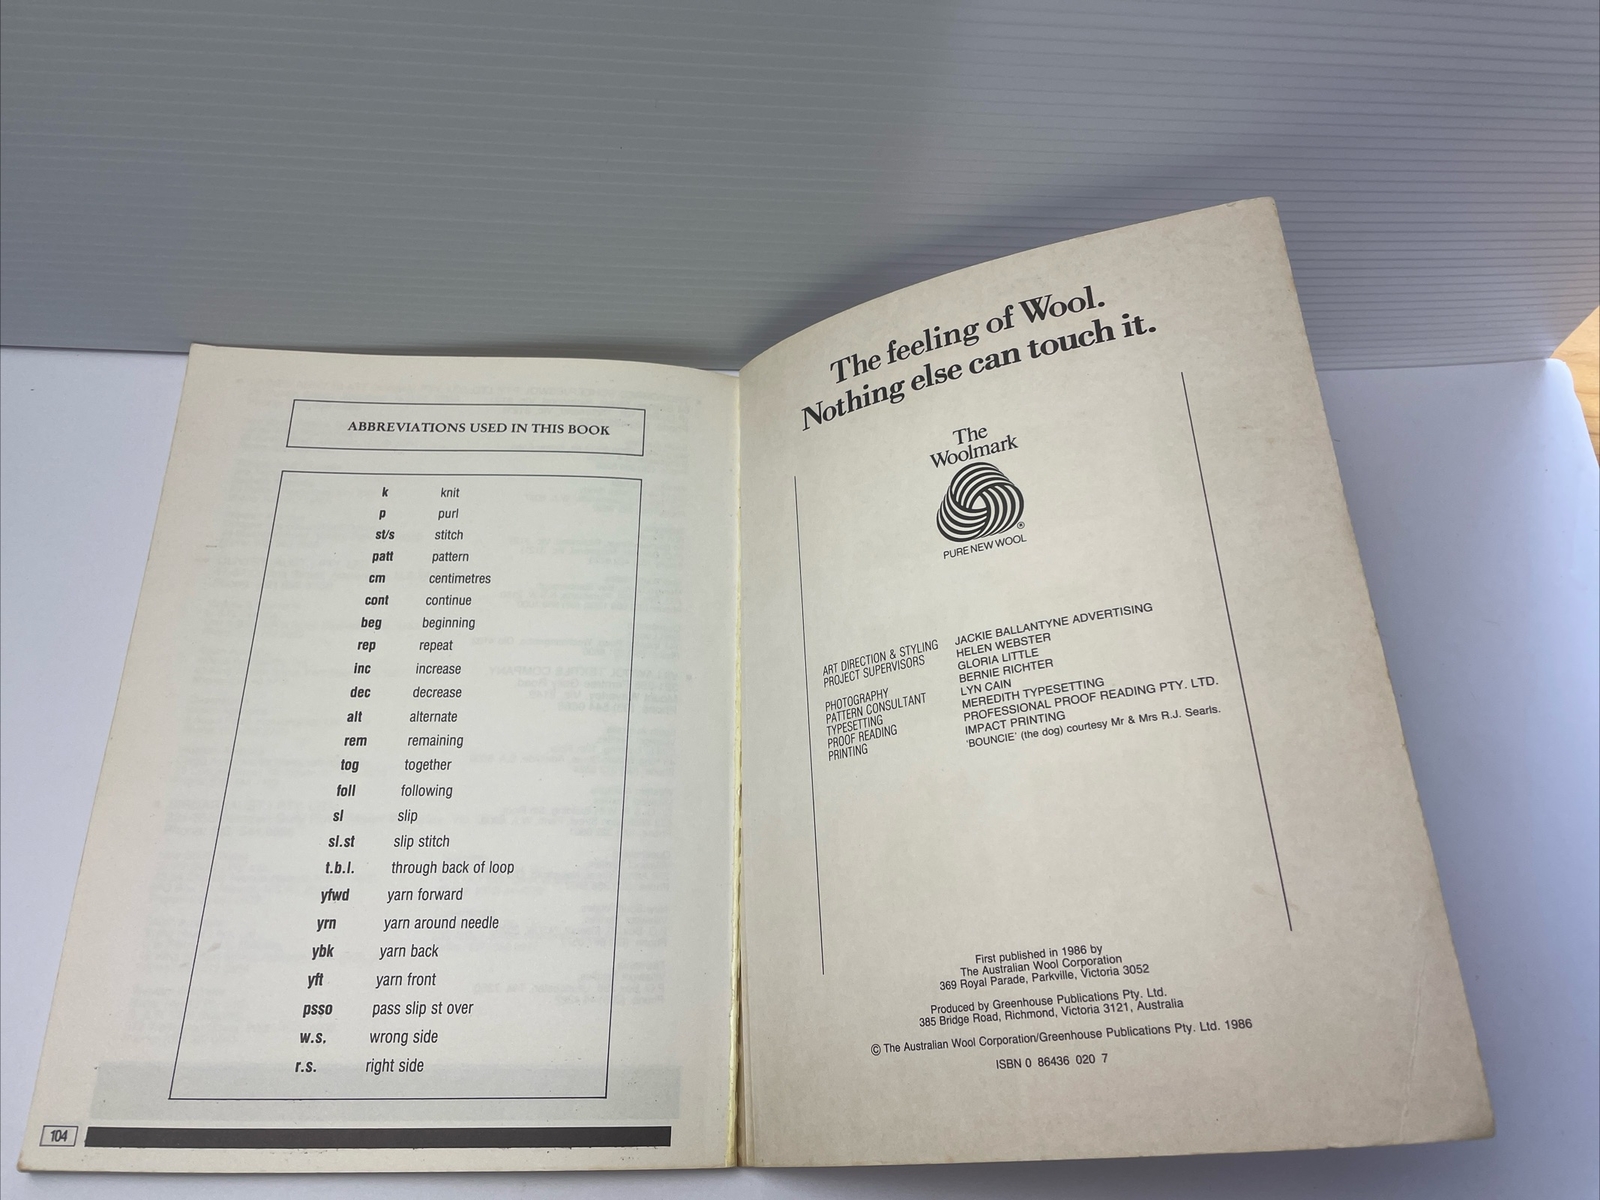 ABBREVIATIONS USED IN THIS BOOK
k knit
p purl
st/s stitch
patt pattern
cm centimetres
cont continue
beg beginning
rep repeat
inc increase
dec decrease
alt alternate
rem remaining
tog together
foll following
sl slip
sl.st slip stitch
t.b.l. through back of loop
yfwd yarn forward
yrn yarn around needle
ybk yarn back
yft yarn front
psso pass slip st over
w.s. wrong side
r.s. right side
104
The feeling of Wool.
Nothing else can touch it.
The
Woolmark
®
PURE NEW WOOL
ART DIRECTION & STYLING JACKIE BALLANTYNE ADVERTISING
PROJECT SUPERVISORS HELEN WEBSTER
GLORIA LITTLE
PHOTOGRAPHY BERNIE RICHTER
PATTERN CONSULTANT LYN CAIN
TYPESETTING MEREDITH TYPESETTING
PROOF READING PROFESSIONAL PROOF READING PTY. LTD.
PRINTING IMPACT PRINTING
'BOUNCIE' (the dog) courtesy Mr & Mrs R.J. Searls.
First published in 1986 by
The Australian Wool Corporation
369 Royal Parade, Parkville, Victoria 3052
Produced by Greenhouse Publications Pty. Ltd.
385 Bridge Road, Richmond, Victoria 3121, Australia
© The Australian Wool Corporation/Greenhouse Publications Pty. Ltd. 1986
ISBN 0 86436 020 7